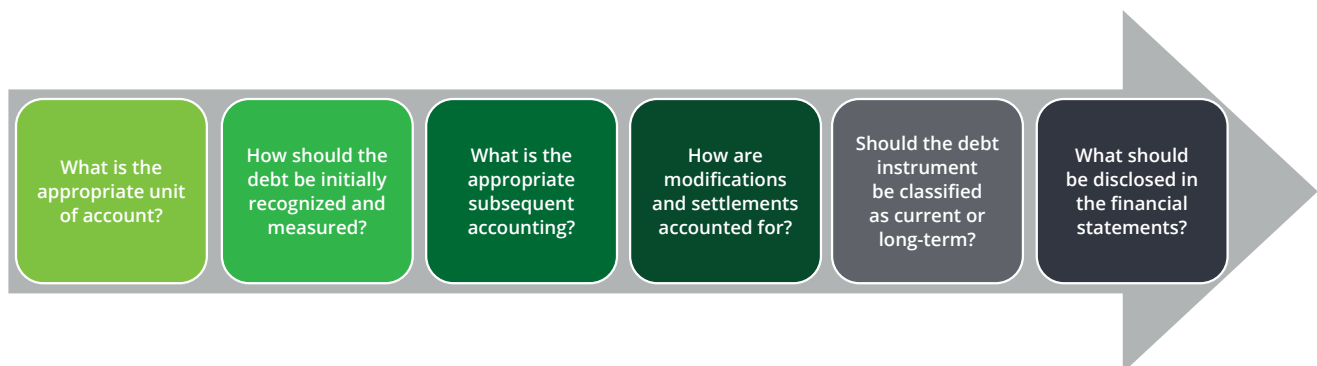 What is the
appropriate unit
of account?
How should the
debt be initially
recognized and
measured?
What is the
appropriate
subsequent
accounting?
How are
modifications
and settlements
accounted for?
Should the debt
instrument
be classified
as current or
long-term?
What should
be disclosed in
the financial
statements?